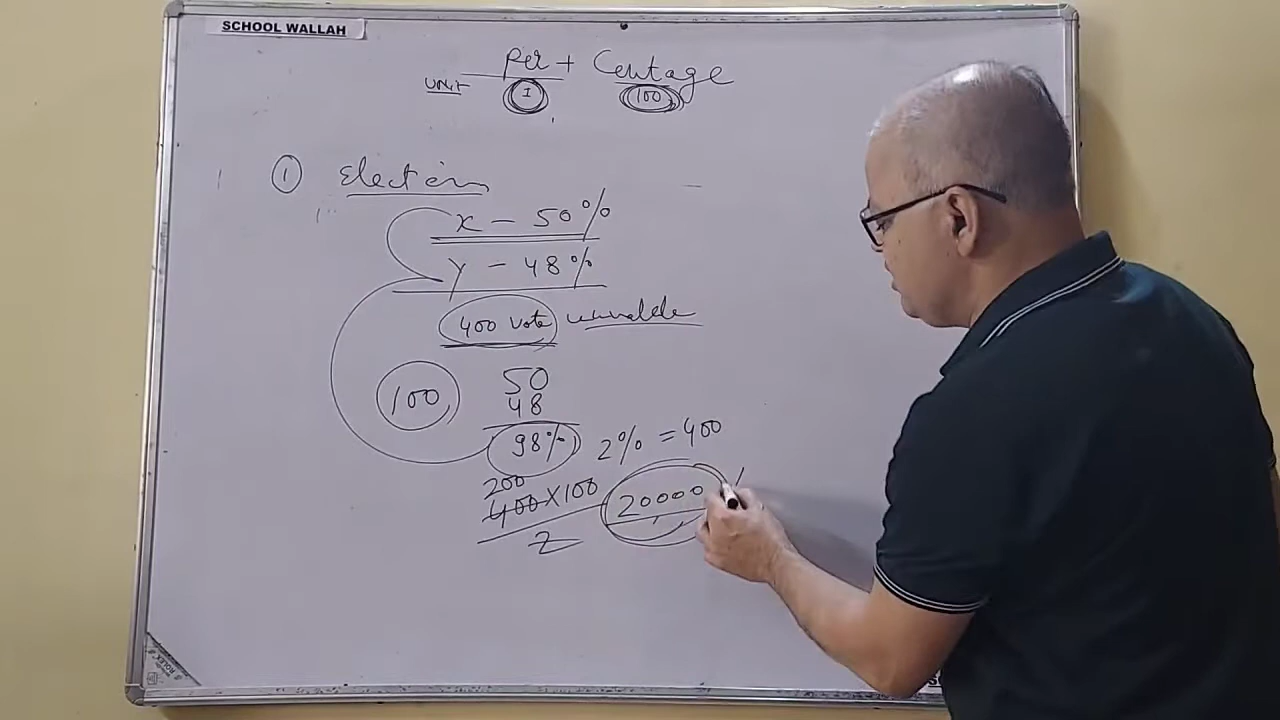 SCHOOL WALLAH
Per + Centage
UNIT 1 100
1 Election
x - 50%
y - 48%
400 vote
100 50
48
98% 2% = 400
200
400 X 100 20000
2
ROLEX